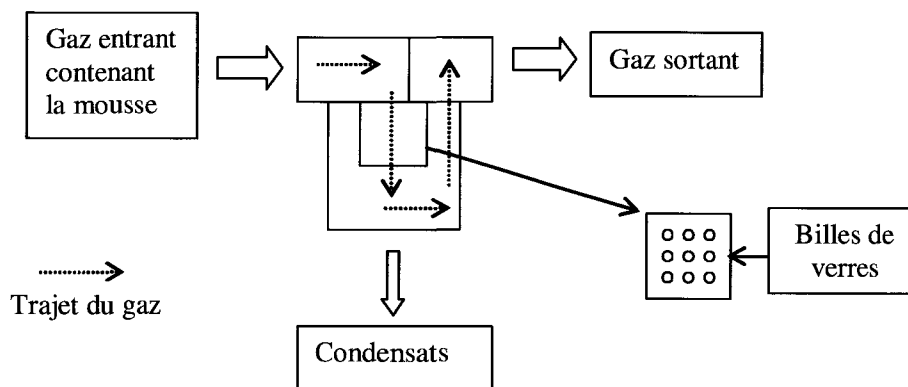 Gaz entrant
contenant
la mousse
Gaz sortant
Billes de
verres
Trajet du gaz
Condensats